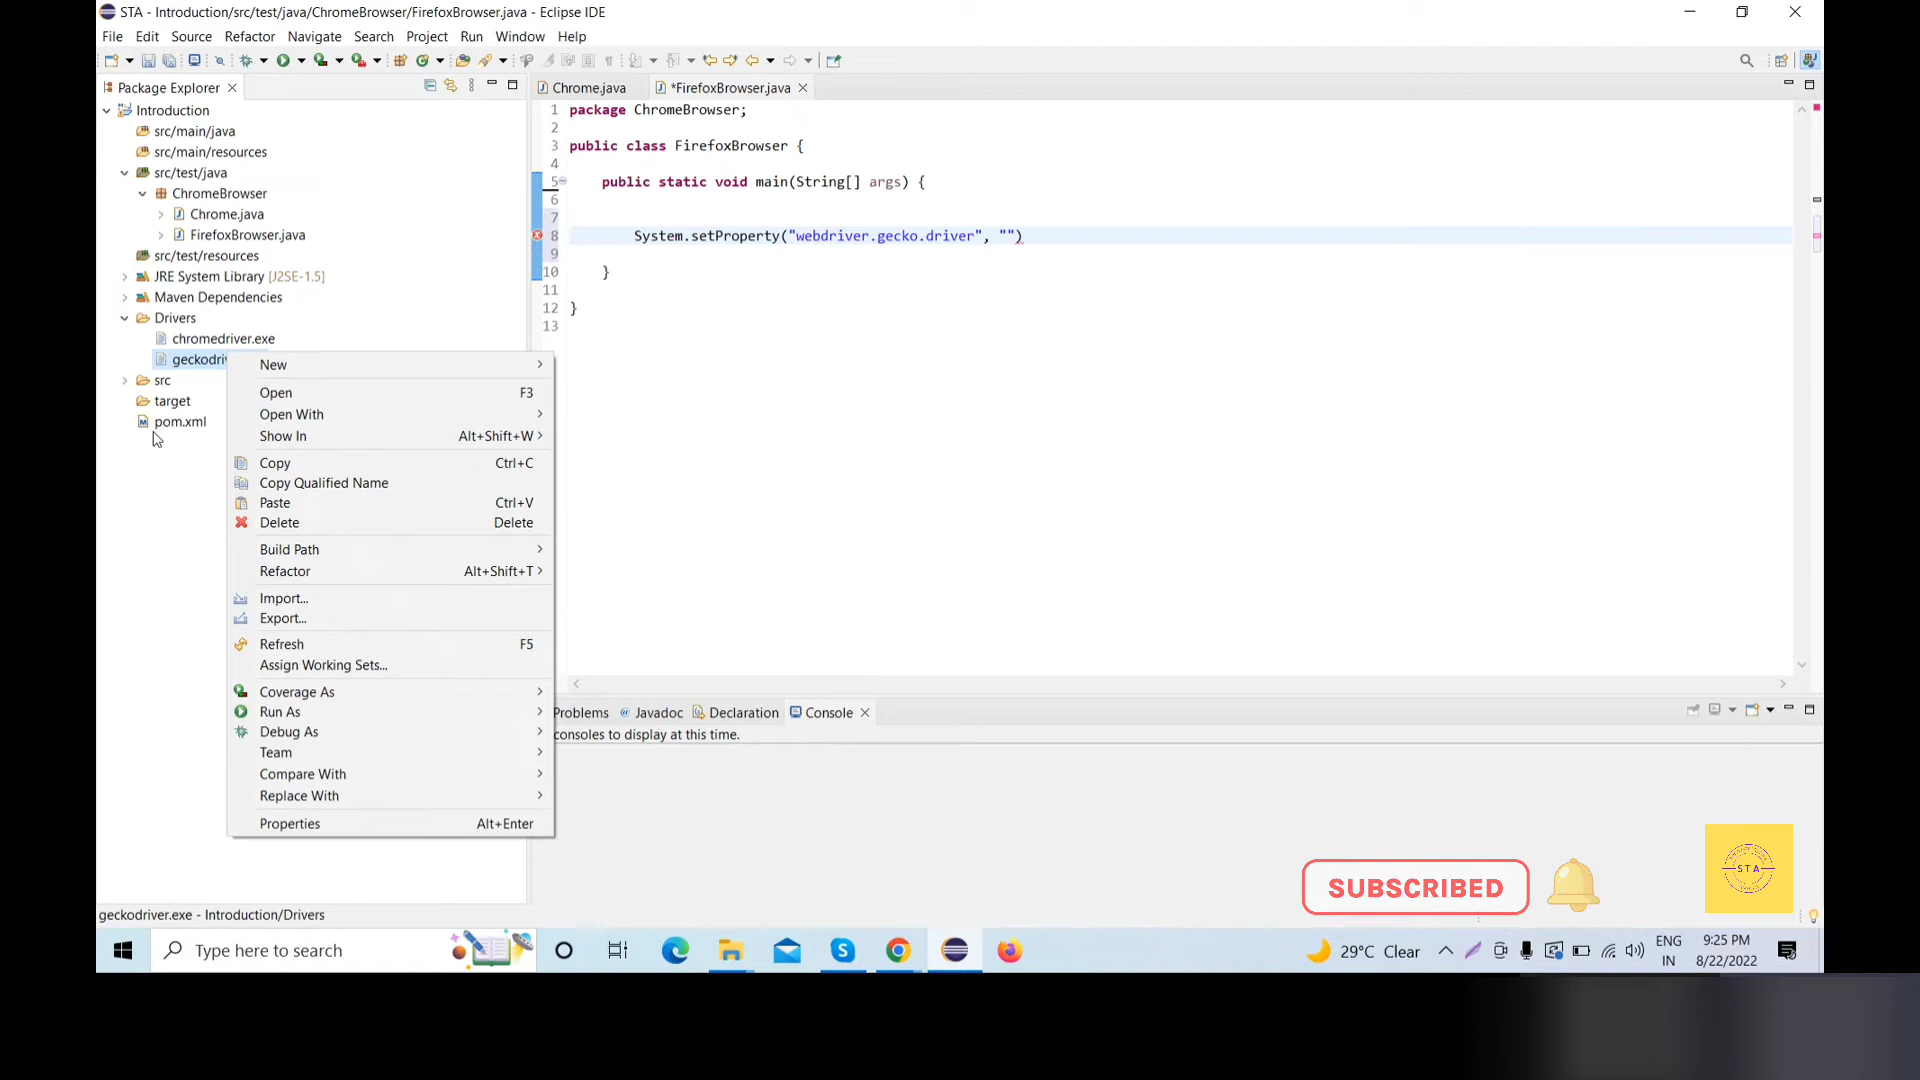 STA - Introduction/src/test/java/ChromeBrowser/FirefoxBrowser.java - Eclipse IDE
File Edit Source Refactor Navigate Search Project Run Window Help
Package Explorer
Introduction
src/main/java
src/main/resources
src/test/java
ChromeBrowser
Chrome.java
FirefoxBrowser.java
src/test/resources
JRE System Library [J2SE-1.5]
Maven Dependencies
Drivers
chromedriver.exe
geckodri
src
target
pom.xml
New
Open F3
Open With
Show In Alt+Shift+W
Copy Ctrl+C
Copy Qualified Name
Paste Ctrl+V
Delete Delete
Build Path
Refactor Alt+Shift+T
Import...
Export...
Refresh F5
Assign Working Sets...
Coverage As
Run As
Debug As
Team
Compare With
Replace With
Properties Alt+Enter
Chrome.java *FirefoxBrowser.java
1 package ChromeBrowser;
2
3 public class FirefoxBrowser {
4
5 public static void main(String[] args) {
6
7
8 System.setProperty("webdriver.gecko.driver", "")
9
10 }
11
12 }
13
Problems @ Javadoc Declaration Console
consoles to display at this time.
SUBSCRIBED
STA
geckodriver.exe - Introduction/Drivers
Type here to search
29°C Clear
ENG
IN
9:25 PM
8/22/2022